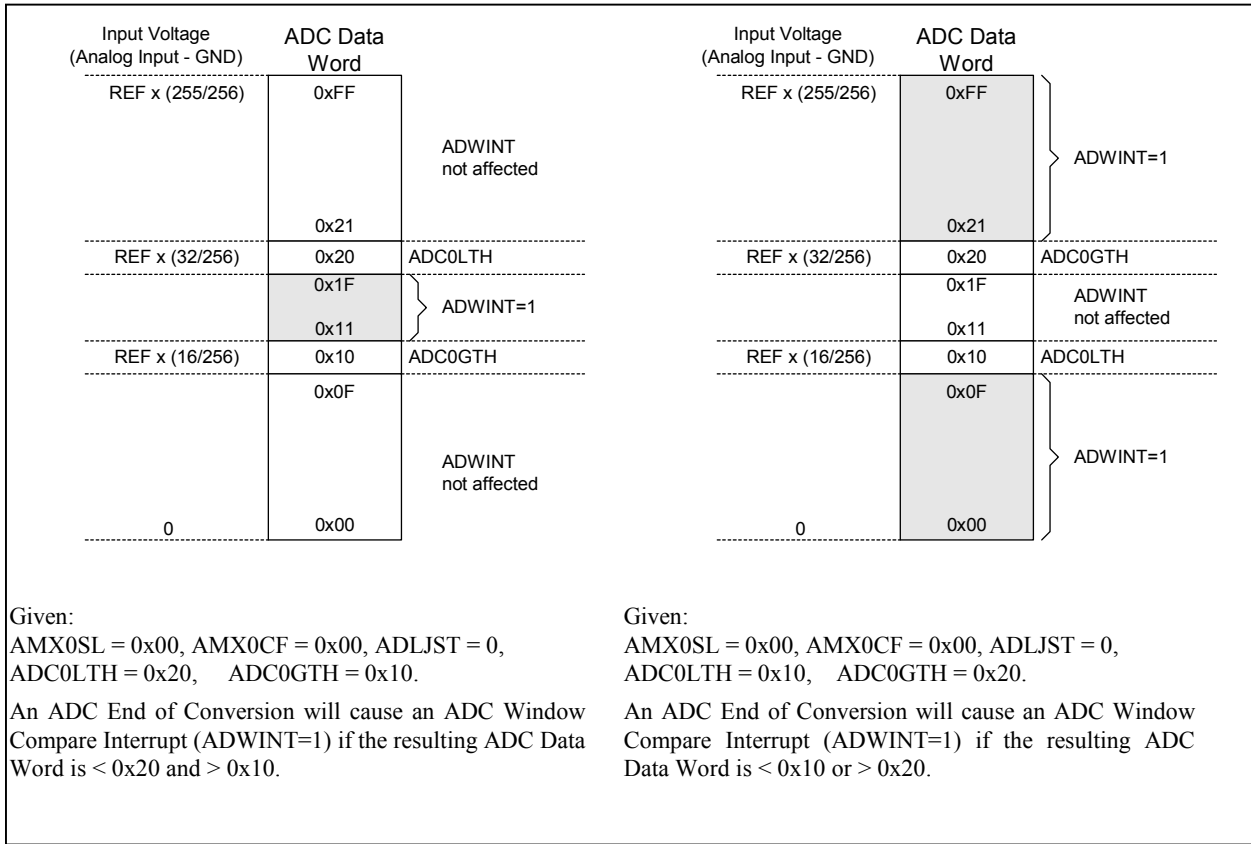 Input Voltage
(Analog Input - GND)
ADC Data
Word
REF x (255/256)
0xFF
ADWINT
not affected
0x21
REF x (32/256)
0x20
ADC0LTH
0x1F
ADWINT=1
0x11
REF x (16/256)
0x10
ADC0GTH
0x0F
ADWINT
not affected
0
0x00
Given:
AMX0SL = 0x00, AMX0CF = 0x00, ADLJST = 0,
ADC0LTH = 0x20, ADC0GTH = 0x10.
An ADC End of Conversion will cause an ADC Window
Compare Interrupt (ADWINT=1) if the resulting ADC Data
Word is < 0x20 and > 0x10.
Input Voltage
(Analog Input - GND)
ADC Data
Word
REF x (255/256)
0xFF
ADWINT=1
0x21
REF x (32/256)
0x20
ADC0GTH
0x1F
ADWINT
not affected
0x11
REF x (16/256)
0x10
ADC0LTH
0x0F
ADWINT=1
0
0x00
Given:
AMX0SL = 0x00, AMX0CF = 0x00, ADLJST = 0,
ADC0LTH = 0x10, ADC0GTH = 0x20.
An ADC End of Conversion will cause an ADC Window
Compare Interrupt (ADWINT=1) if the resulting ADC
Data Word is < 0x10 or > 0x20.